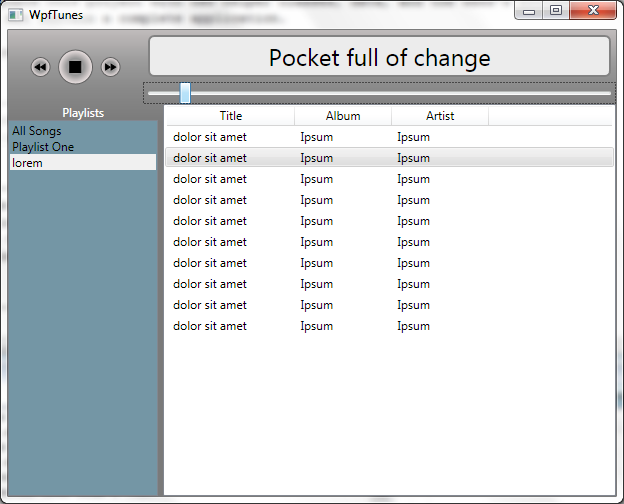 WpfTunes
Pocket full of change
Playlists
All Songs
Playlist One
lorem
Title Album Artist
dolor sit amet Ipsum Ipsum
dolor sit amet Ipsum Ipsum
dolor sit amet Ipsum Ipsum
dolor sit amet Ipsum Ipsum
dolor sit amet Ipsum Ipsum
dolor sit amet Ipsum Ipsum
dolor sit amet Ipsum Ipsum
dolor sit amet Ipsum Ipsum
dolor sit amet Ipsum Ipsum
dolor sit amet Ipsum Ipsum